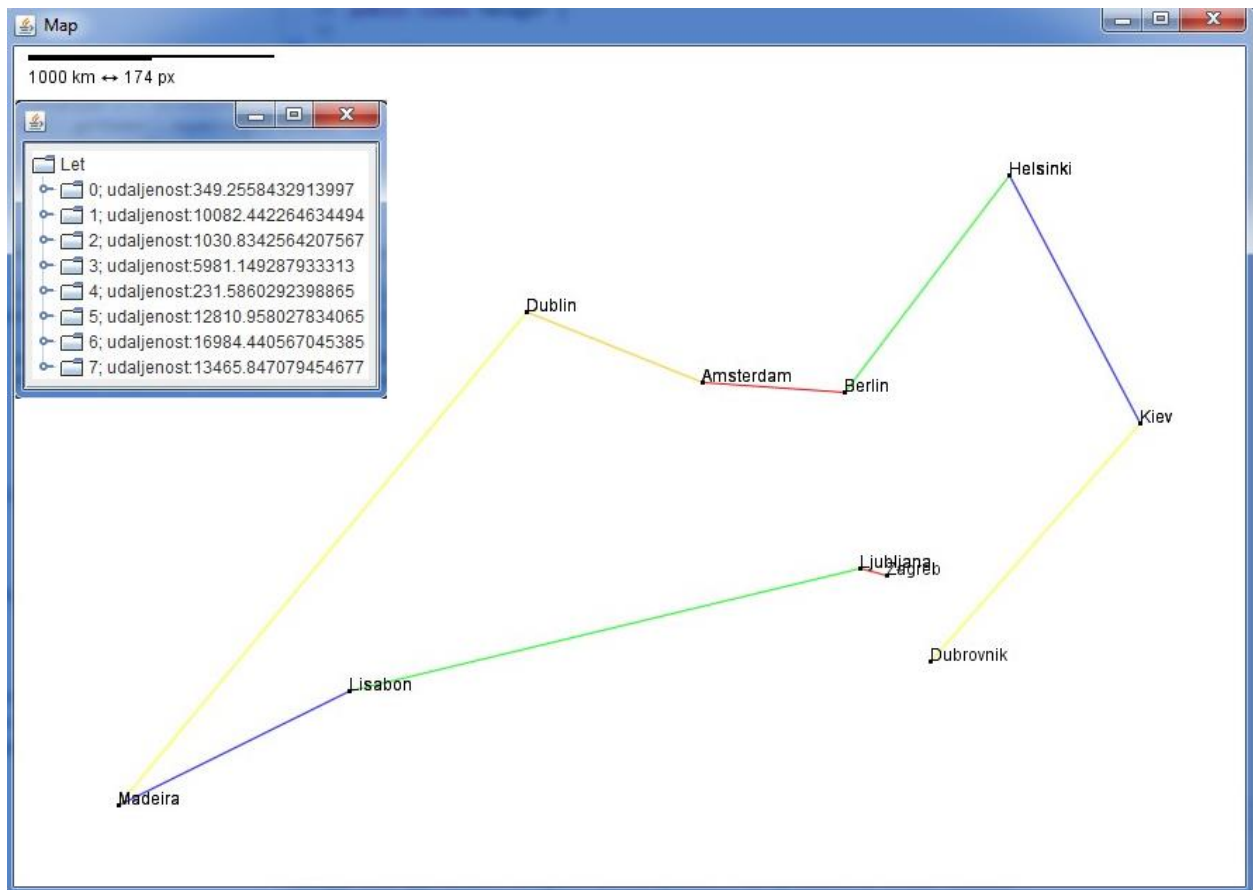 Map
1000 km ↔ 174 px
Let
0; udaljenost:349.2558432913997
1; udaljenost:10082.442264634494
2; udaljenost:1030.8342564207567
3; udaljenost:5981.149287933313
4; udaljenost:231.5860292398865
5; udaljenost:12810.958027834065
6; udaljenost:16984.440567045385
7; udaljenost:13465.847079454677
Helsinki
Dublin
Amsterdam
Berlin
Kiev
Ljubljana
Zagreb
Dubrovnik
Lisabon
Madeira